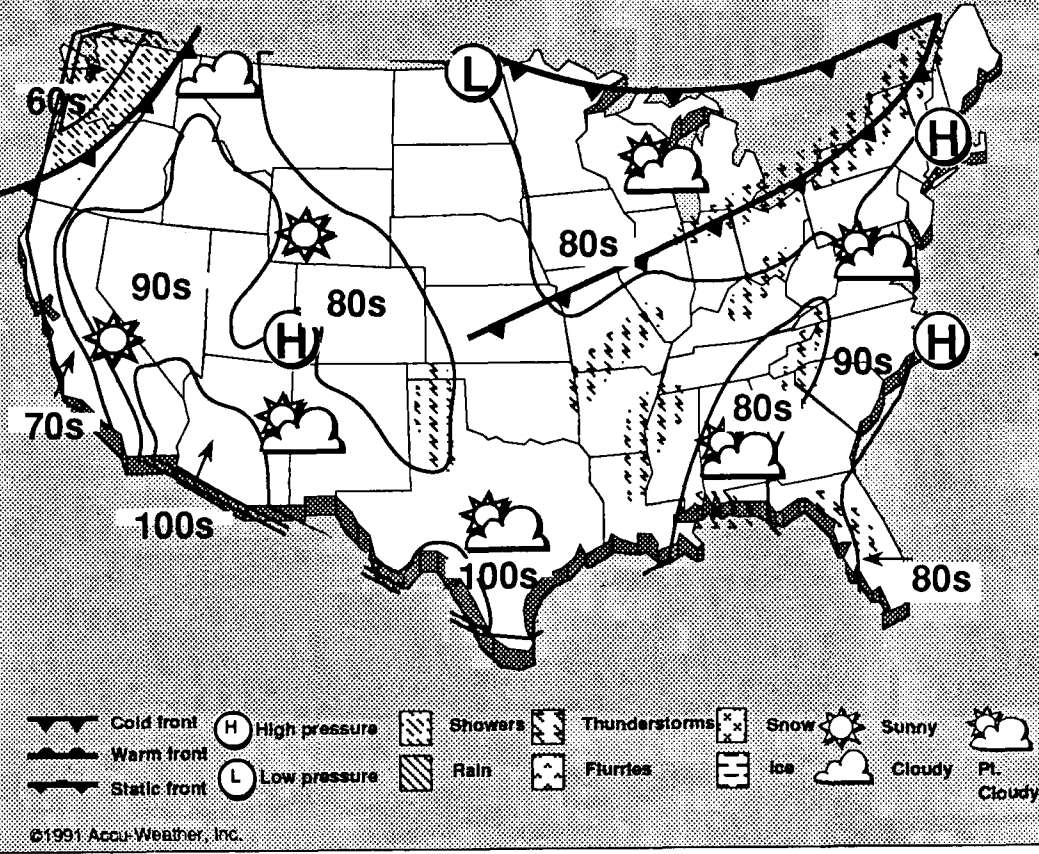 L
60s
H
80s
90s
80s
H
H
90s
80s
70s
100s
100s
80s
Cold front
H High pressure
Showers
Thunderstorms
Snow
Sunny
Warm front
L Low pressure
Rain
Flurries
Ice
Cloudy
Pt.
Cloudy
Static front
©1991 Accu-Weather, Inc.